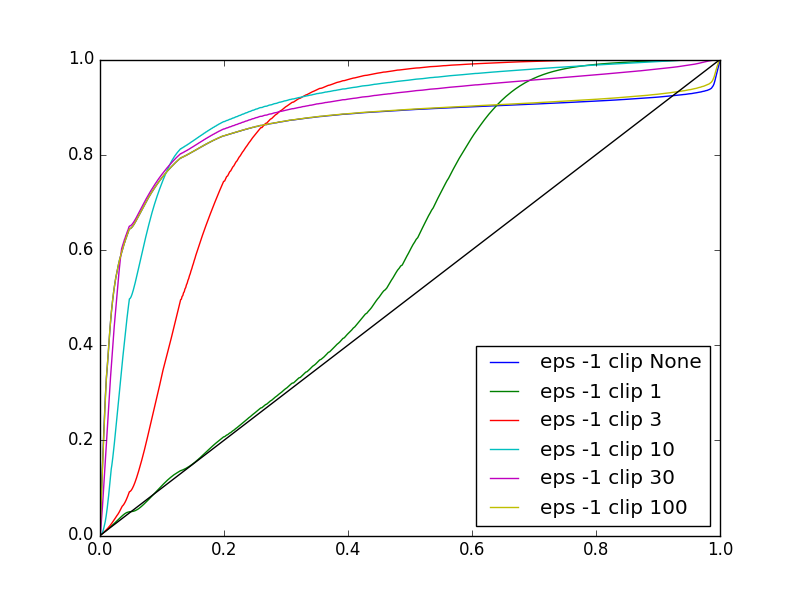 1.0
0.8
0.6
0.4
0.2
0.0
eps -1 clip None
eps -1 clip 1
eps -1 clip 3
eps -1 clip 10
eps -1 clip 30
eps -1 clip 100
0.0 0.2 0.4 0.6 0.8 1.0